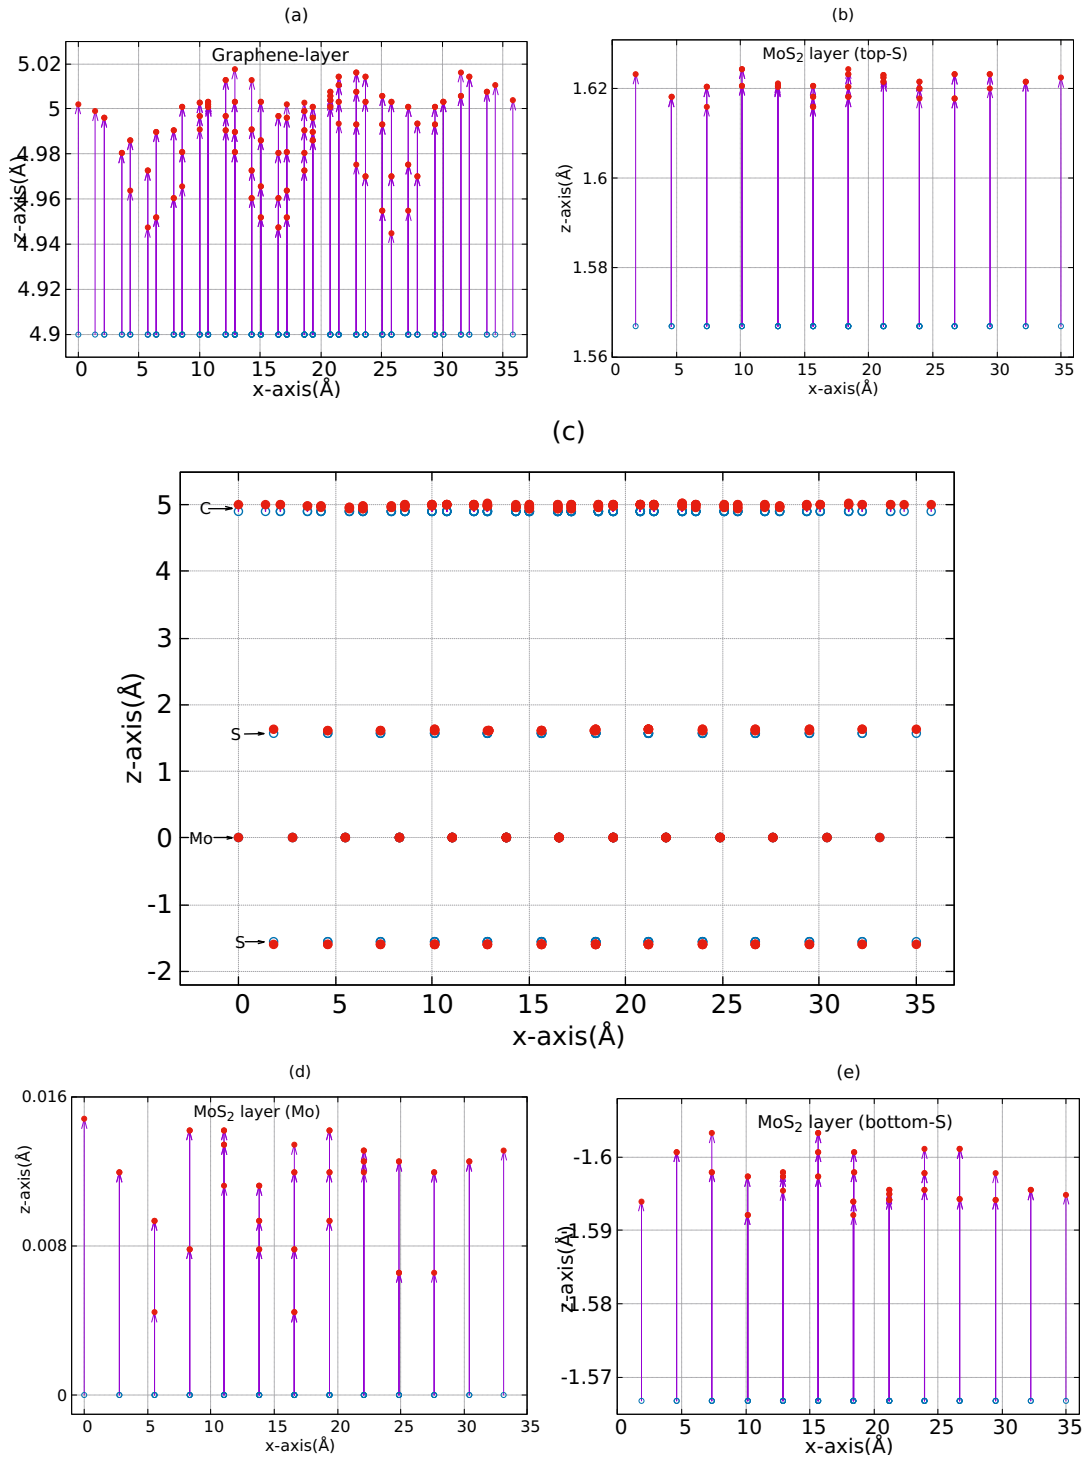 (a)
Graphene-layer
5.02
5
4.98
4.96
4.94
4.92
4.9
z-axis(Å)
0 5 10 15 20 25 30 35
x-axis(Å)
(b)
MoS₂ layer (top-S)
1.62
1.6
1.58
1.56
z-axis(Å)
0 5 10 15 20 25 30 35
x-axis(Å)
(c)
5
4
3
2
1
0
-1
-2
z-axis(Å)
C
S
Mo
S
0 5 10 15 20 25 30 35
x-axis(Å)
(d)
MoS₂ layer (Mo)
0.016
0.008
0
z-axis(Å)
0 5 10 15 20 25 30 35
x-axis(Å)
(e)
MoS₂ layer (bottom-S)
-1.6
-1.59
-1.58
-1.57
z-axis(Å)
0 5 10 15 20 25 30 35
x-axis(Å)